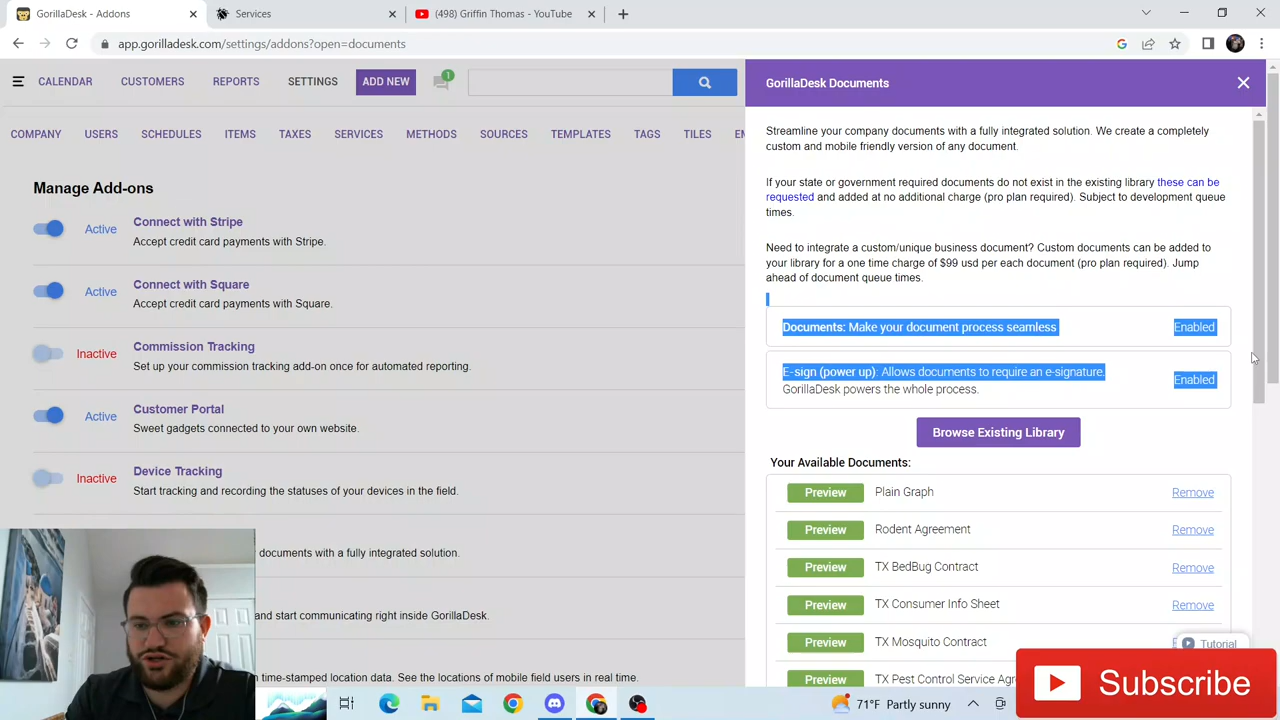 GorillaDesk - Addons
Services
(498) Griffin Thomas - YouTube
app.gorilladesk.com/settings/addons?open=documents
CALENDAR CUSTOMERS REPORTS SETTINGS ADD NEW 1
COMPANY USERS SCHEDULES ITEMS TAXES SERVICES METHODS SOURCES TEMPLATES TAGS TILES
Manage Add-ons
Active Connect with Stripe
Accept credit card payments with Stripe.
Active Connect with Square
Accept credit card payments with Square.
Inactive Commission Tracking
Set up your commission tracking add-on once for automated reporting.
Active Customer Portal
Sweet gadgets connected to your own website.
Inactive Device Tracking
Start tracking and recording the statuses of your devices in the field.
documents with a fully integrated solution.
and start communicating right inside GorillaDesk.
time-stamped location data. See the locations of mobile field users in real time.
GorillaDesk Documents
Streamline your company documents with a fully integrated solution. We create a completely
custom and mobile friendly version of any document.
If your state or government required documents do not exist in the existing library these can be
requested and added at no additional charge (pro plan required). Subject to development queue
times.
Need to integrate a custom/unique business document? Custom documents can be added to
your library for a one time charge of $99 usd per each document (pro plan required). Jump
ahead of document queue times.
Documents: Make your document process seamless Enabled
E-sign (power up): Allows documents to require an e-signature.
GorillaDesk powers the whole process. Enabled
Browse Existing Library
Your Available Documents:
Preview Plain Graph Remove
Preview Rodent Agreement Remove
Preview TX BedBug Contract Remove
Preview TX Consumer Info Sheet Remove
Preview TX Mosquito Contract
Tutorial
Preview TX Pest Control Service
Subscribe
71°F Partly sunny